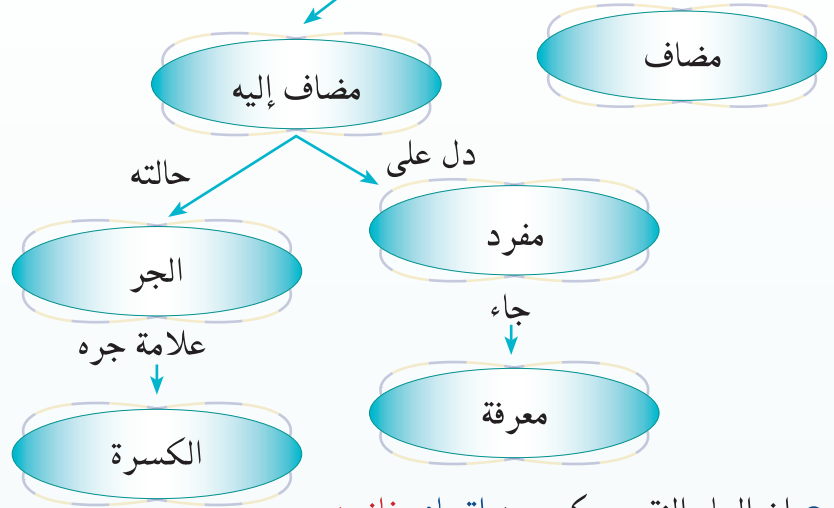 مضاف
مضاف إليه
دل على
حالته
مفرد
الجر
جاء
علامة جره
معرفة
الكسرة